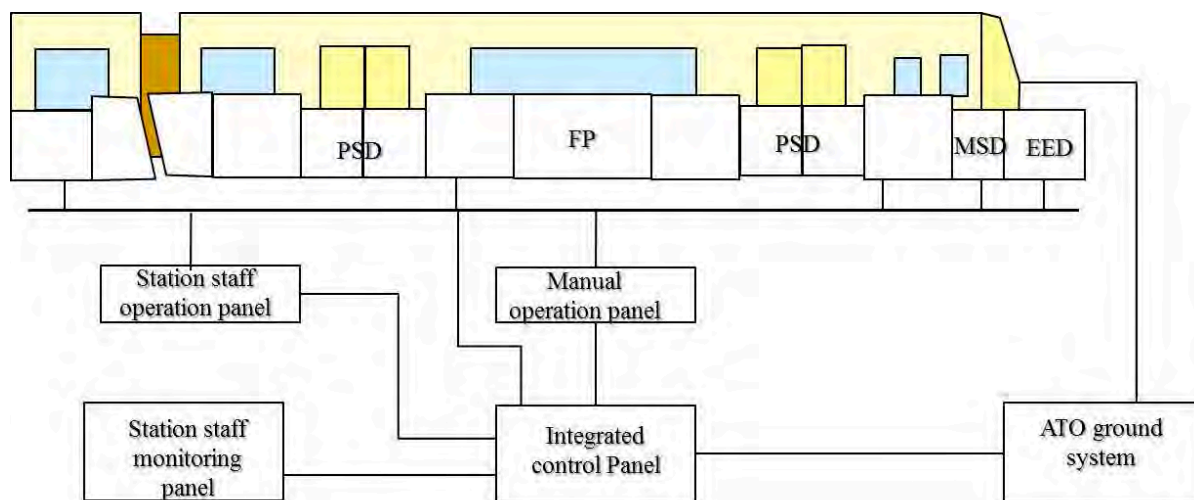 PSD
FP
PSD
MSD
EED
Station staff
operation panel
Manual
operation panel
Station staff
monitoring
panel
Integrated
control Panel
ATO ground
system